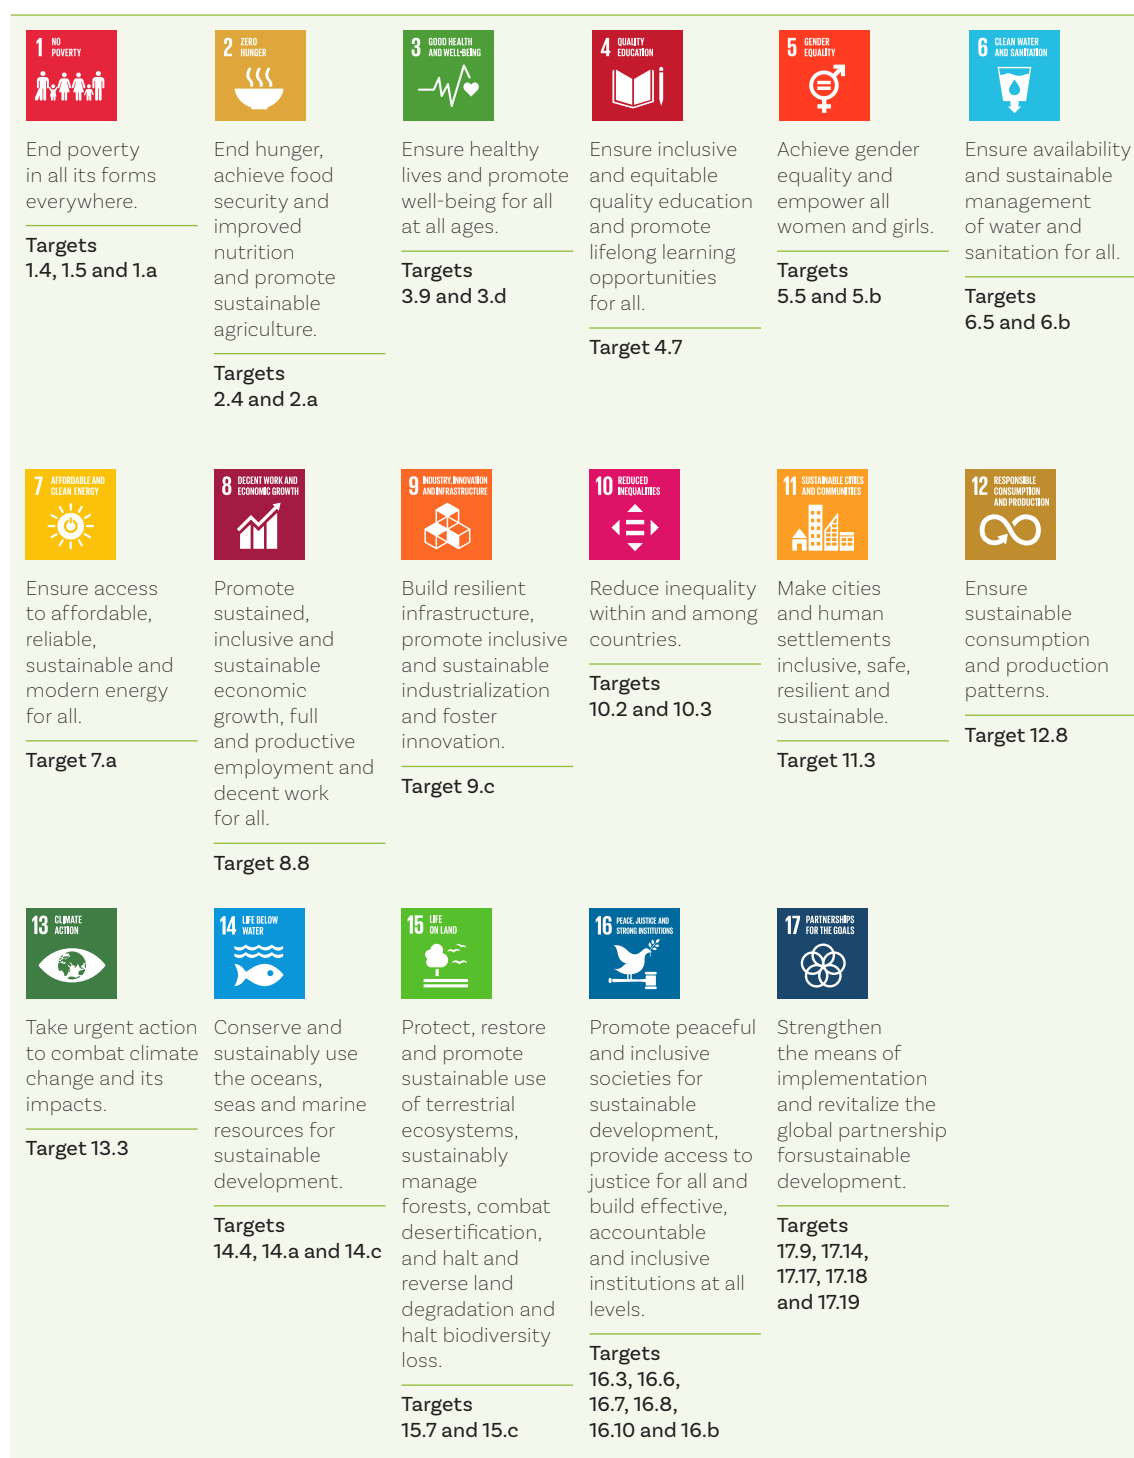 1 NO
POVERTY
End poverty
in all its forms
everywhere.
Targets
1.4, 1.5 and 1.a
2 ZERO
HUNGER
End hunger,
achieve food
security and
improved
nutrition
and promote
sustainable
agriculture.
Targets
2.4 and 2.a
3 GOOD HEALTH
AND WELL-BEING
Ensure healthy
lives and promote
well-being for all
at all ages.
Targets
3.9 and 3.d
4 QUALITY
EDUCATION
Ensure inclusive
and equitable
quality education
and promote
lifelong learning
opportunities
for all.
Target 4.7
5 GENDER
EQUALITY
Achieve gender
equality and
empower all
women and girls.
Targets
5.5 and 5.b
6 CLEAN WATER
AND SANITATION
Ensure availability
and sustainable
management
of water and
sanitation for all.
Targets
6.5 and 6.b
7 AFFORDABLE AND
CLEAN ENERGY
Ensure access
to affordable,
reliable,
sustainable and
modern energy
for all.
Target 7.a
8 DECENT WORK AND
ECONOMIC GROWTH
Promote
sustained,
inclusive and
sustainable
economic
growth, full
and productive
employment and
decent work
for all.
Target 8.8
9 INDUSTRY, INNOVATION
AND INFRASTRUCTURE
Build resilient
infrastructure,
promote inclusive
and sustainable
industrialization
and foster
innovation.
Target 9.c
10 REDUCED
INEQUALITIES
Reduce inequality
within and among
countries.
Targets
10.2 and 10.3
11 SUSTAINABLE CITIES
AND COMMUNITIES
Make cities
and human
settlements
inclusive, safe,
resilient and
sustainable.
Target 11.3
12 RESPONSIBLE
CONSUMPTION
AND PRODUCTION
Ensure
sustainable
consumption
and production
patterns.
Target 12.8
13 CLIMATE
ACTION
Take urgent action
to combat climate
change and its
impacts.
Target 13.3
14 LIFE BELOW
WATER
Conserve and
sustainably use
the oceans,
seas and marine
resources for
sustainable
development.
Targets
14.4, 14.a and 14.c
15 LIFE
ON LAND
Protect, restore
and promote
sustainable use
of terrestrial
ecosystems,
sustainably
manage
forests, combat
desertification,
and halt and
reverse land
degradation and
halt biodiversity
loss.
Targets
15.7 and 15.c
16 PEACE, JUSTICE AND
STRONG INSTITUTIONS
Promote peaceful
and inclusive
societies for
sustainable
development,
provide access to
justice for all and
build effective,
accountable
and inclusive
institutions at all
levels.
Targets
16.3, 16.6,
16.7, 16.8,
16.10 and 16.b
17 PARTNERSHIPS
FOR THE GOALS
Strengthen
the means of
implementation
and revitalize the
global partnership
forsustainable
development.
Targets
17.9, 17.14,
17.17, 17.18
and 17.19